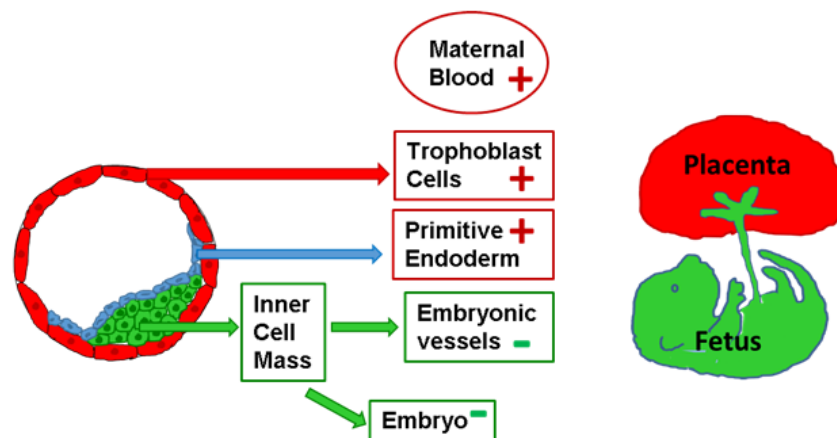 Maternal
Blood +
Trophoblast
Cells +
Primitive +
Endoderm
Inner
Cell
Mass
Embryonic
vessels -
Embryo -
Placenta
Fetus